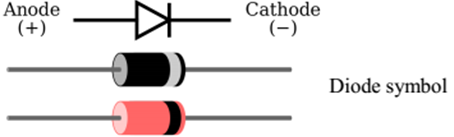 Anode
(+)
Cathode
(−)
Diode symbol